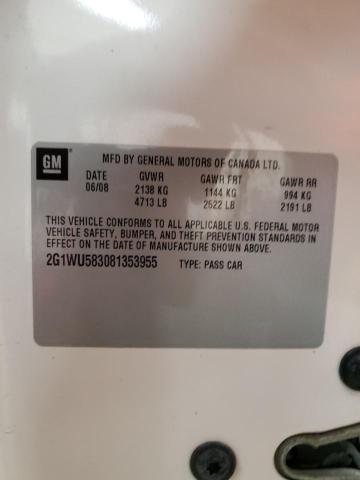 GM MFD BY GENERAL MOTORS OF CANADA LTD.
DATE GVWR GAWR FRT GAWR RR
06/08 2138 KG 1144 KG 994 KG
4713 LB 2522 LB 2191 LB
THIS VEHICLE CONFORMS TO ALL APPLICABLE U.S. FEDERAL MOTOR
VEHICLE SAFETY, BUMPER, AND THEFT PREVENTION STANDARDS IN
EFFECT ON THE DATE OF MANUFACTURE SHOWN ABOVE.
2G1WU583081353955 TYPE: PASS CAR